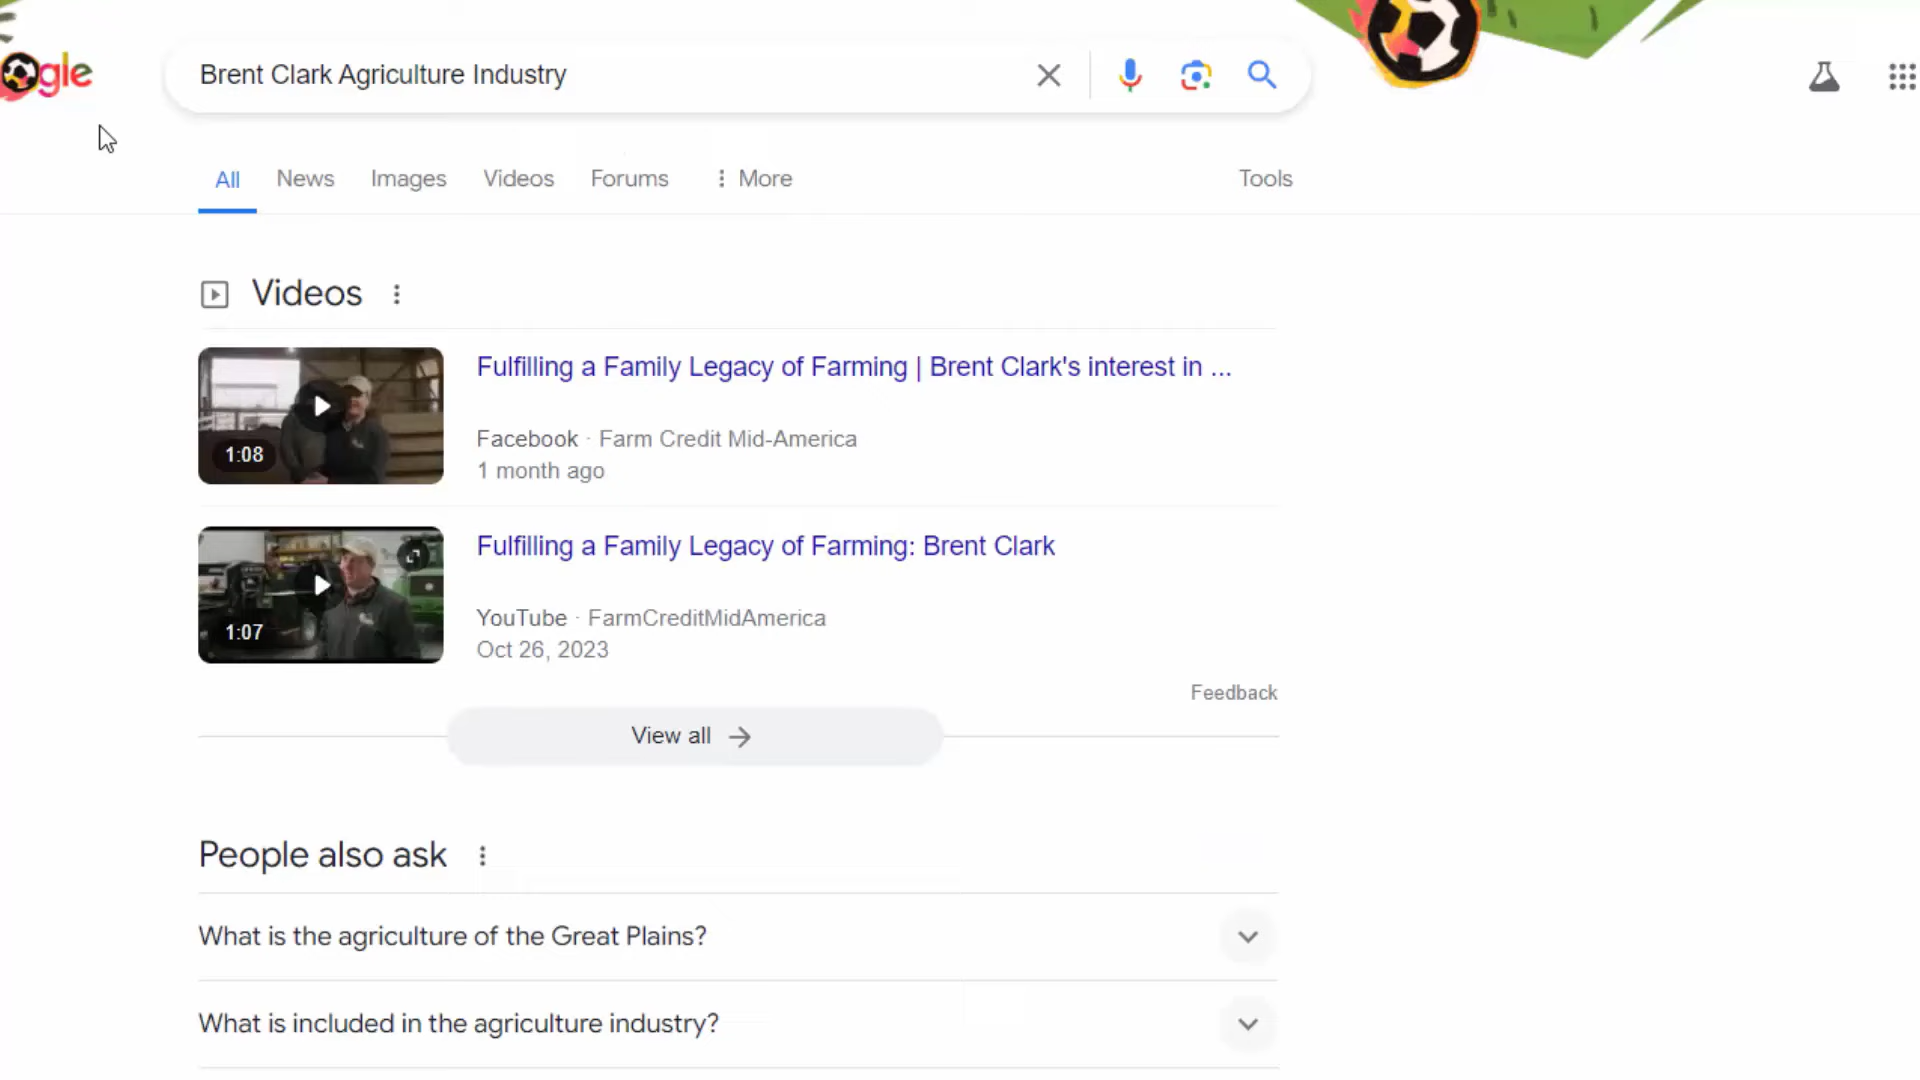 ogle
Brent Clark Agriculture Industry
All
News
Images
Videos
Forums
More
Tools
Videos
Fulfilling a Family Legacy of Farming | Brent Clark's interest in ...
Facebook · Farm Credit Mid-America
1 month ago
1:08
Fulfilling a Family Legacy of Farming: Brent Clark
YouTube · FarmCreditMidAmerica
Oct 26, 2023
1:07
Feedback
View all
People also ask
What is the agriculture of the Great Plains?
What is included in the agriculture industry?